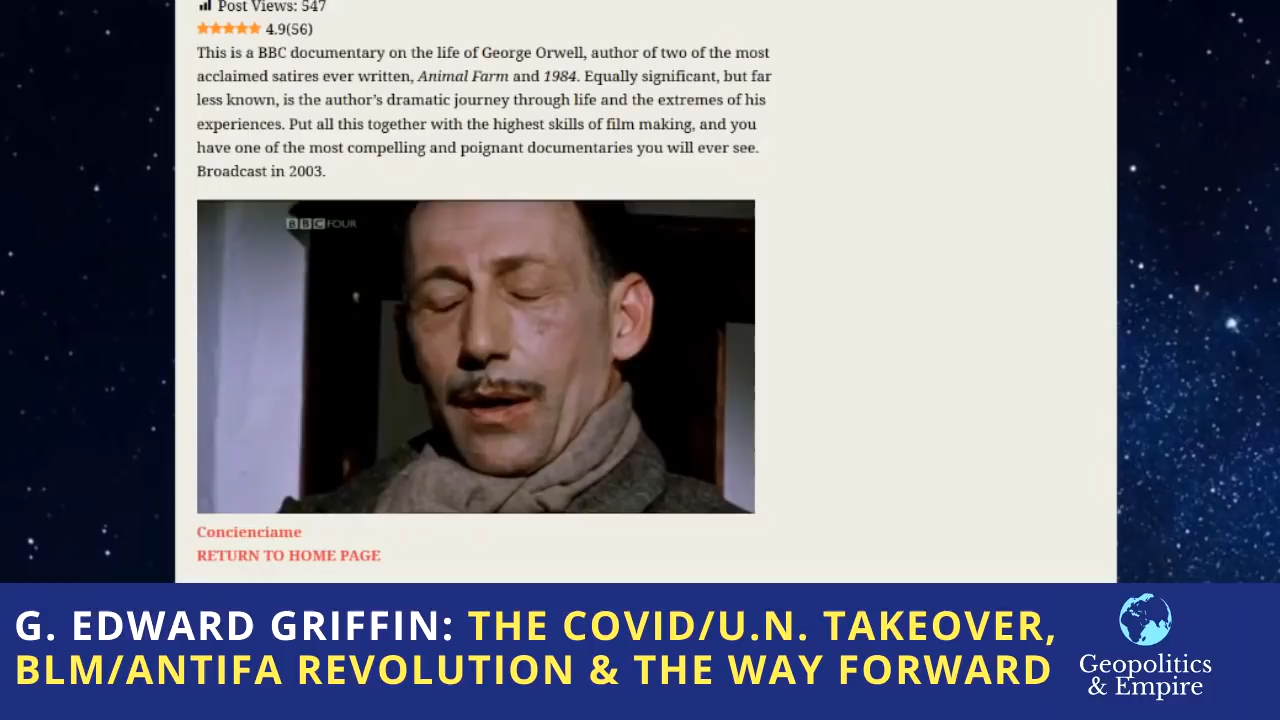 Post Views: 547
4.9(56)
This is a BBC documentary on the life of George Orwell, author of two of the most
acclaimed satires ever written, Animal Farm and 1984. Equally significant, but far
less known, is the author's dramatic journey through life and the extremes of his
experiences. Put all this together with the highest skills of film making, and you
have one of the most compelling and poignant documentaries you will ever see.
Broadcast in 2003.
BBC FOUR
Concienciame
RETURN TO HOME PAGE
G. EDWARD GRIFFIN: THE COVID/U.N. TAKEOVER,
BLM/ANTIFA REVOLUTION & THE WAY FORWARD
Geopolitics
& Empire